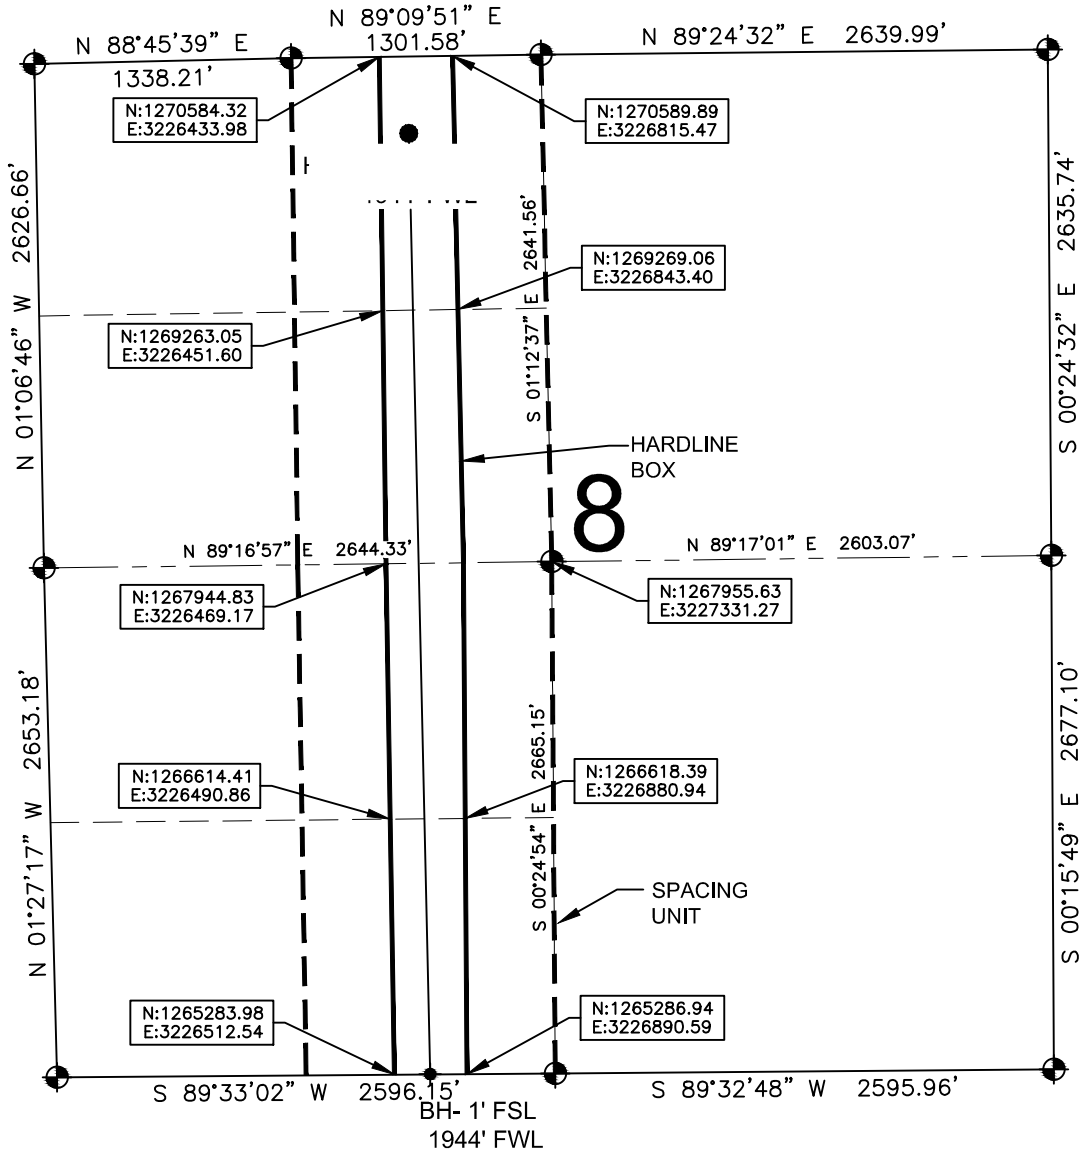 N 89°09'51" E
1301.58'
N 88°45'39" E
1338.21'
N 89°24'32" E 2639.99'
N:1270584.32
E:3226433.98
N:1270589.89
E:3226815.47
N 01°06'46" W 2626.66'
S 01°12'37" E 2641.56'
S 00°24'32" E 2635.74'
N:1269269.06
E:3226843.40
N:1269263.05
E:3226451.60
HARDLINE
BOX
8
N 89°16'57" E 2644.33'
N 89°17'01" E 2603.07'
N:1267944.83
E:3226469.17
N:1267955.63
E:3227331.27
N 01°27'17" W 2653.18'
S 00°24'54" E 2665.15'
S 00°15'49" E 2677.10'
N:1266614.41
E:3226490.86
N:1266618.39
E:3226880.94
SPACING
UNIT
N:1265283.98
E:3226512.54
N:1265286.94
E:3226890.59
S 89°33'02" W 2596.15'
S 89°32'48" W 2595.96'
BH- 1' FSL
1944' FWL